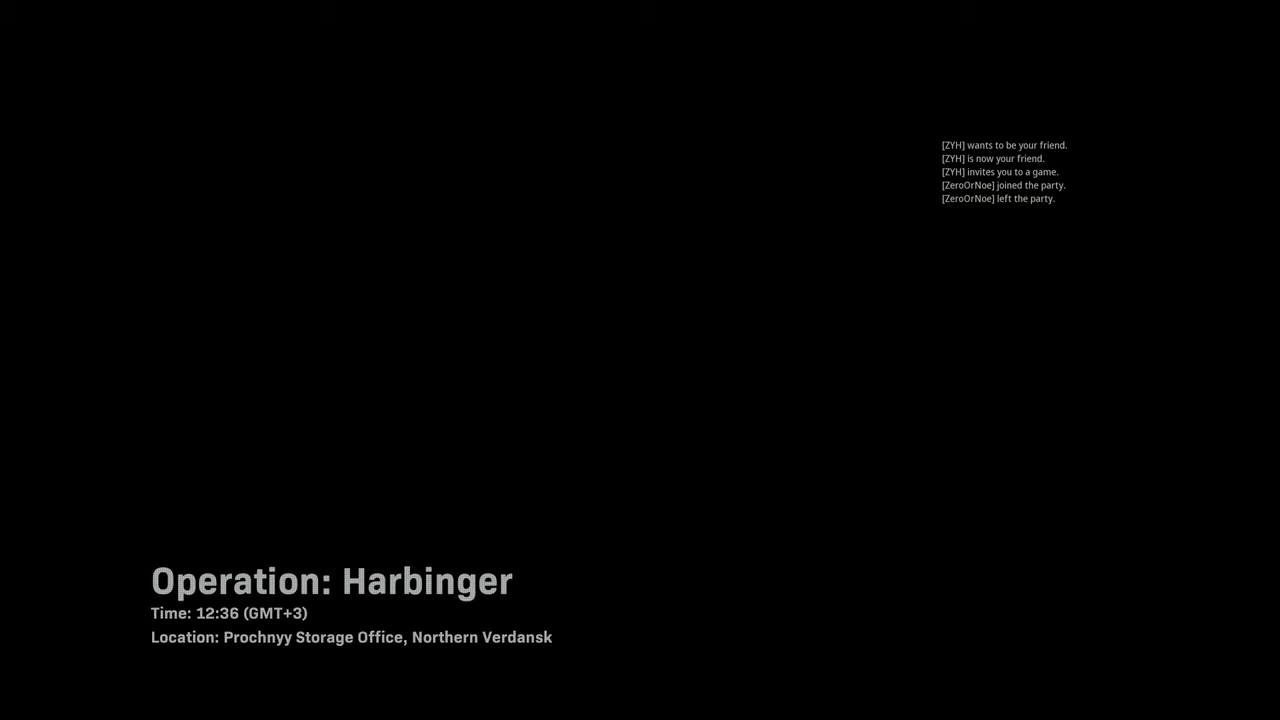 [ZYH] wants to be your friend.
[ZYH] is now your friend.
[ZYH] invites you to a game.
[ZeroOrNoe] joined the party.
[ZeroOrNoe] left the party.
Operation: Harbinger
Time: 12:36 (GMT+3)
Location: Prochnyy Storage Office, Northern Verdansk